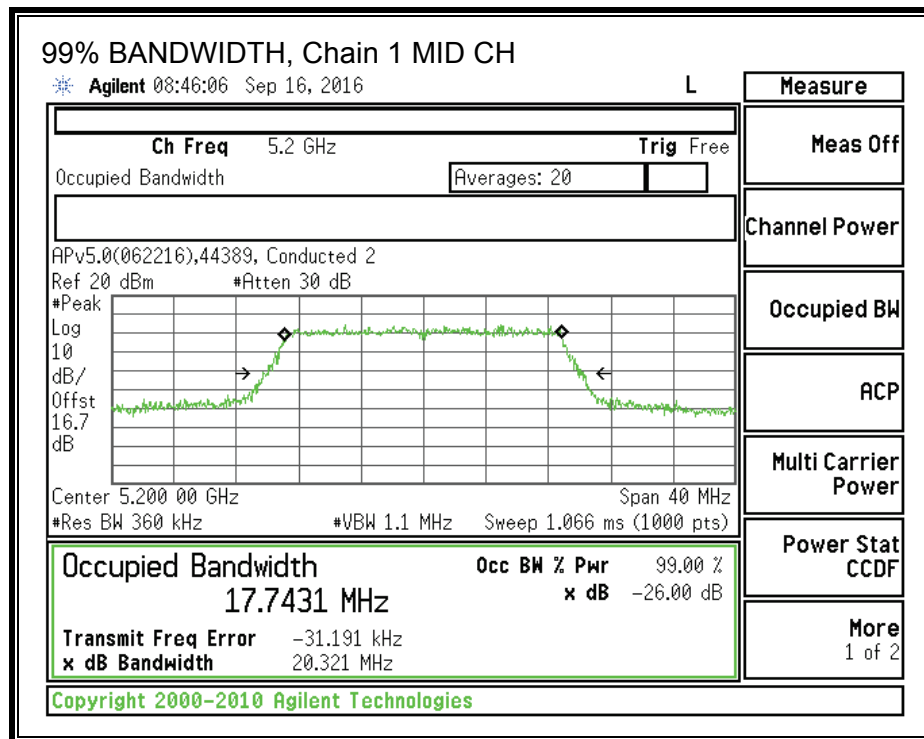 99% BANDWIDTH, Chain 1 MID CH
Agilent 08:46:06 Sep 16, 2016 L
Measure
Ch Freq 5.2 GHz Trig Free
Meas Off
Occupied Bandwidth Averages: 20
Channel Power
APv5.0(062216),44389, Conducted 2
Ref 20 dBm #Atten 30 dB
#Peak
Log
10
dB/
Offst
16.7
dB
Occupied BW
ACP
Multi Carrier
Power
Center 5.200 00 GHz Span 40 MHz
#Res BW 360 kHz #VBW 1.1 MHz Sweep 1.066 ms (1000 pts)
Power Stat
CCDF
Occupied Bandwidth Occ BW % Pwr 99.00 %
17.7431 MHz x dB -26.00 dB
Transmit Freq Error -31.191 kHz
x dB Bandwidth 20.321 MHz
More
1 of 2
Copyright 2000-2010 Agilent Technologies